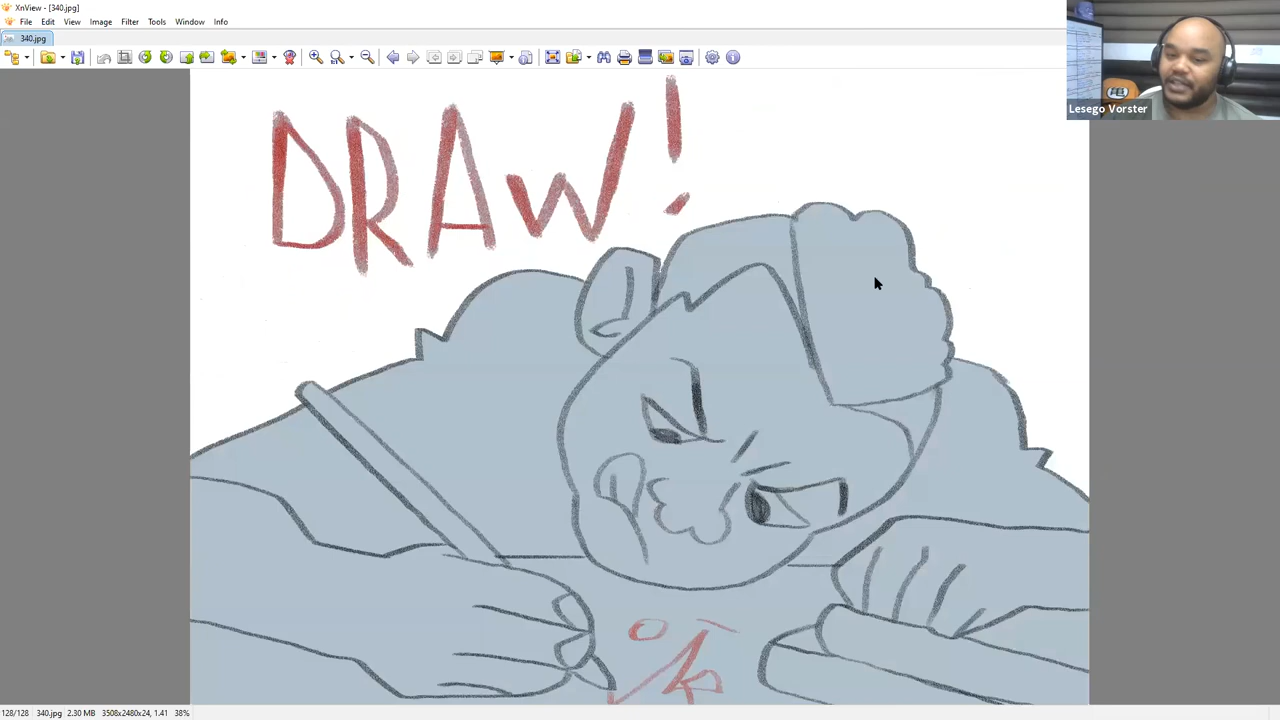 XnView - [340.jpg]
File Edit View Image Filter Tools Window Info
340.jpg
Lesego Vorster
DRAW!
128/128 340.jpg 2.30 MB 3508x2480x24, 1.41 38%